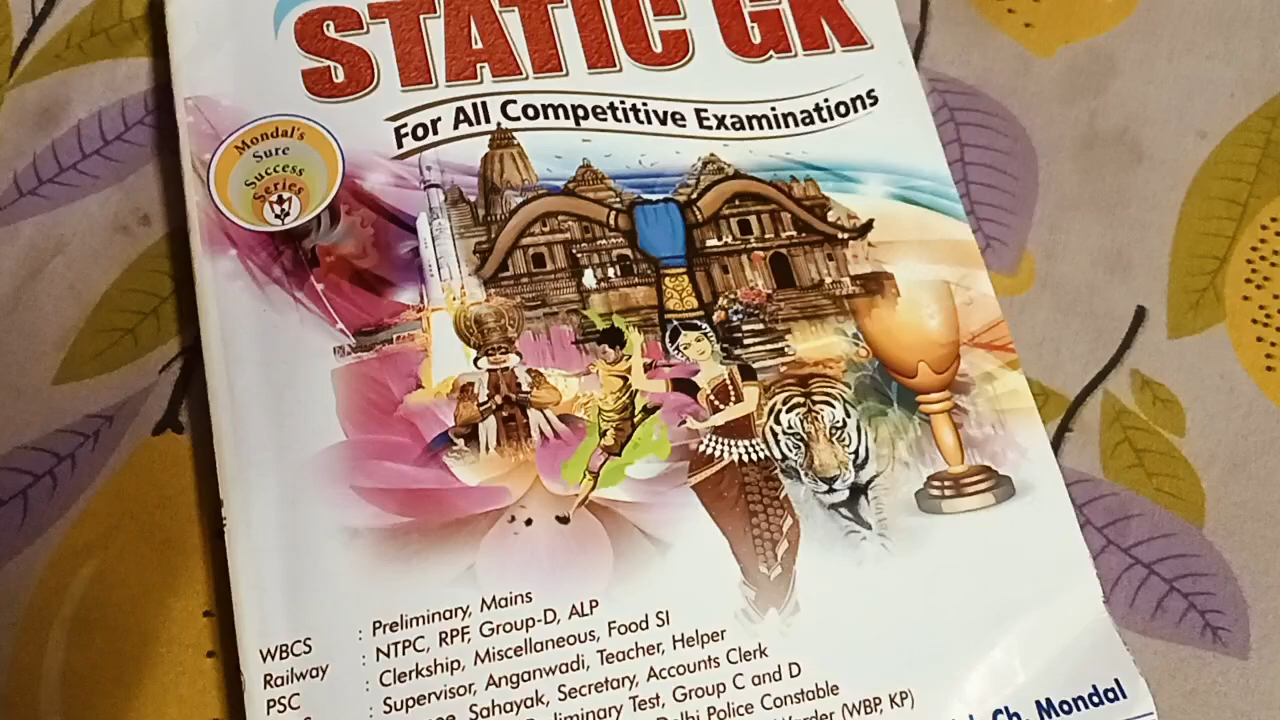 STATIC GK
For All Competitive Examinations
Mondal's
Sure
Success
Series
WBCS : Preliminary, Mains
Railway : NTPC, RPF, Group-D, ALP
PSC : Clerkship, Miscellaneous, Food SI
: Supervisor, Anganwadi, Teacher, Helper
Sahayak, Secretary, Accounts Clerk
Test, Group C and D
Delhi Police Constable
(WBP, KP)
Ch. Mondal